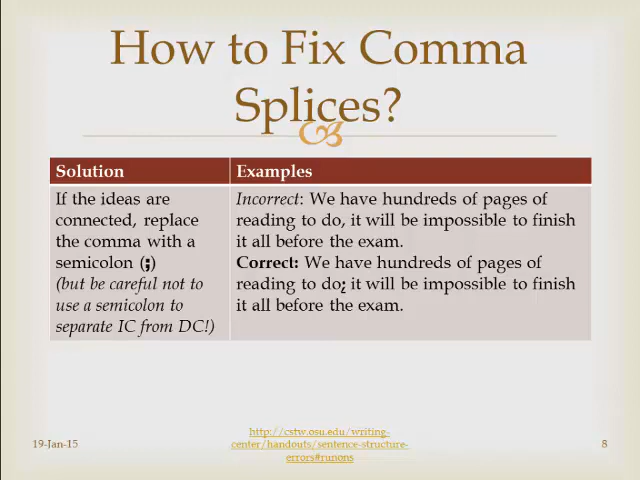 How to Fix Comma
Splices?
Solution
Examples
If the ideas are
connected, replace
the comma with a
semicolon (;)
(but be careful not to
use a semicolon to
separate IC from DC!)
Incorrect: We have hundreds of pages of
reading to do, it will be impossible to finish
it all before the exam.
Correct: We have hundreds of pages of
reading to do; it will be impossible to finish
it all before the exam.
19-Jan-15
http://cstw.osu.edu/writing-
center/handouts/sentence-structure-
errors#runons
8